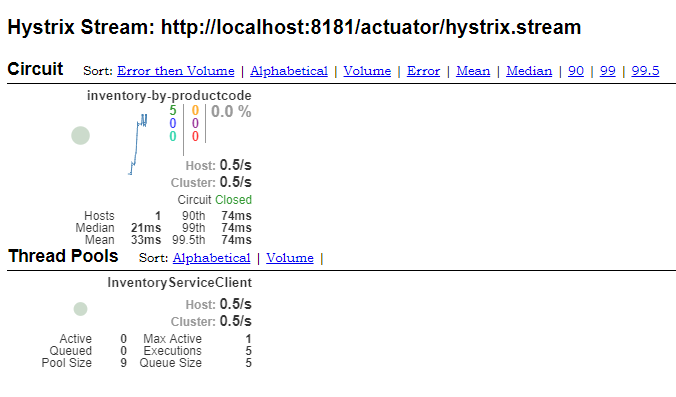 Hystrix Stream: http://localhost:8181/actuator/hystrix.stream
Circuit Sort: Error then Volume | Alphabetical | Volume | Error | Mean | Median | 90 | 99 | 99.5
inventory-by-productcode
5 0 0.0 %
0 0
0 0
Host: 0.5/s
Cluster: 0.5/s
Circuit Closed
Hosts 1 90th 74ms
Median 21ms 99th 74ms
Mean 33ms 99.5th 74ms
Thread Pools Sort: Alphabetical | Volume |
InventoryServiceClient
Host: 0.5/s
Cluster: 0.5/s
Active 0 Max Active 1
Queued 0 Executions 5
Pool Size 9 Queue Size 5